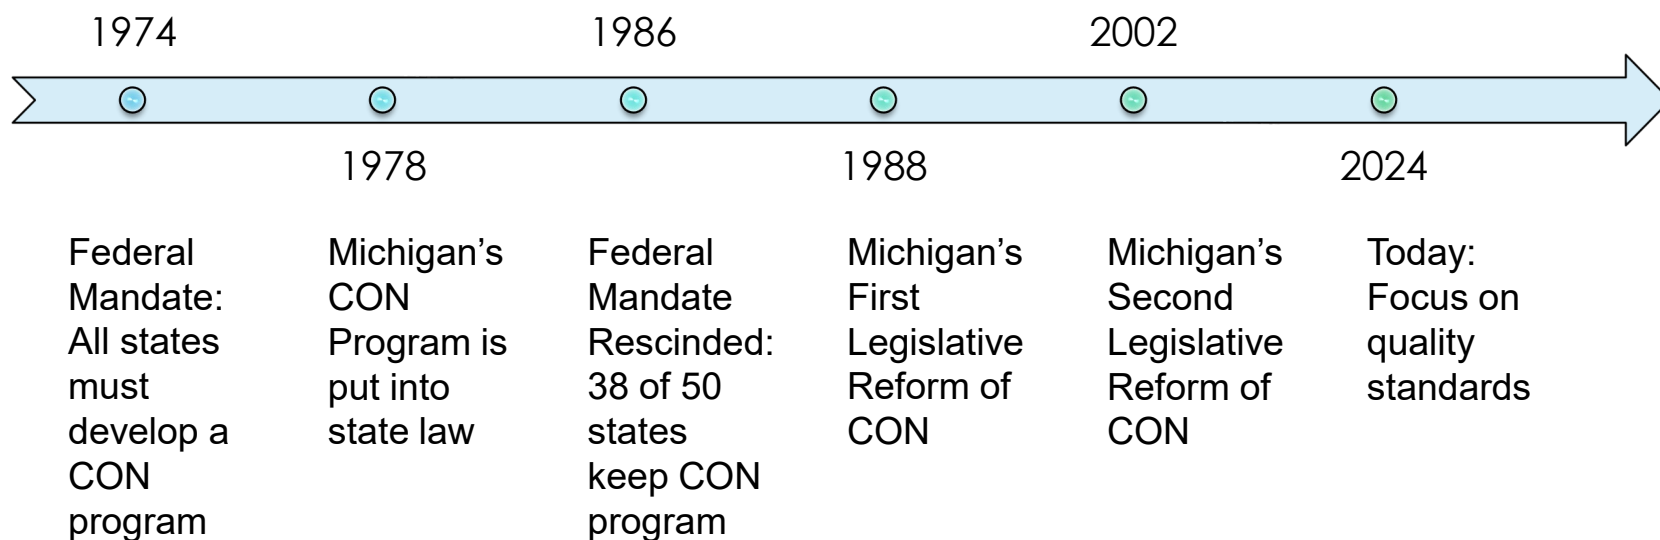 1974
1986
2002
1978
1988
2024
Federal
Mandate:
All states
must
develop a
CON
program
Michigan’s
CON
Program is
put into
state law
Federal
Mandate
Rescinded:
38 of 50
states
keep CON
program
Michigan’s
First
Legislative
Reform of
CON
Michigan’s
Second
Legislative
Reform of
CON
Today:
Focus on
quality
standards